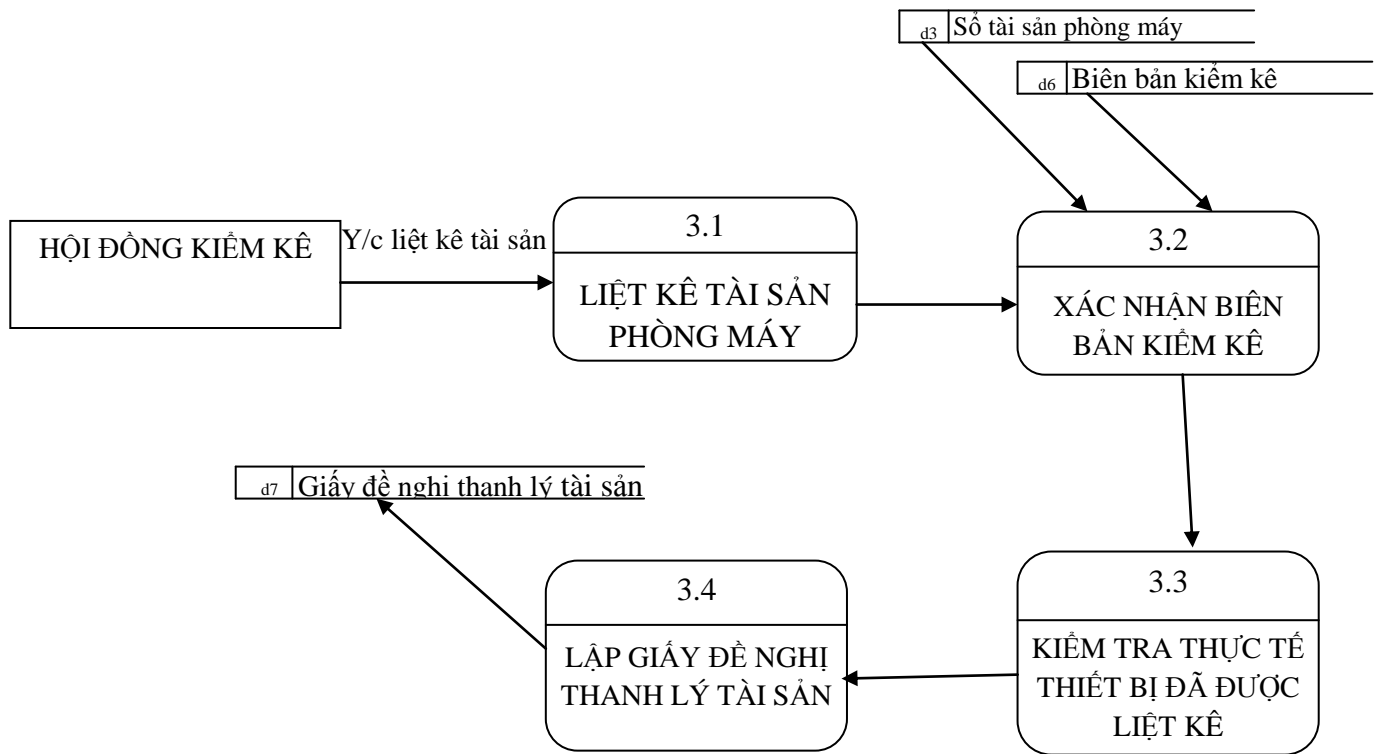 d3 Sổ tài sản phòng máy
d6 Biên bản kiểm kê
HỘI ĐỒNG KIỂM KÊ
Y/c liệt kê tài sản
3.1
LIỆT KÊ TÀI SẢN
PHÒNG MÁY
3.2
XÁC NHẬN BIÊN
BẢN KIỂM KÊ
d7 Giấy đề nghi thanh lý tài sản
3.4
LẬP GIẤY ĐỀ NGHỊ
THANH LÝ TÀI SẢN
3.3
KIỂM TRA THỰC TẾ
THIẾT BỊ ĐÃ ĐƯỢC
LIỆT KÊ